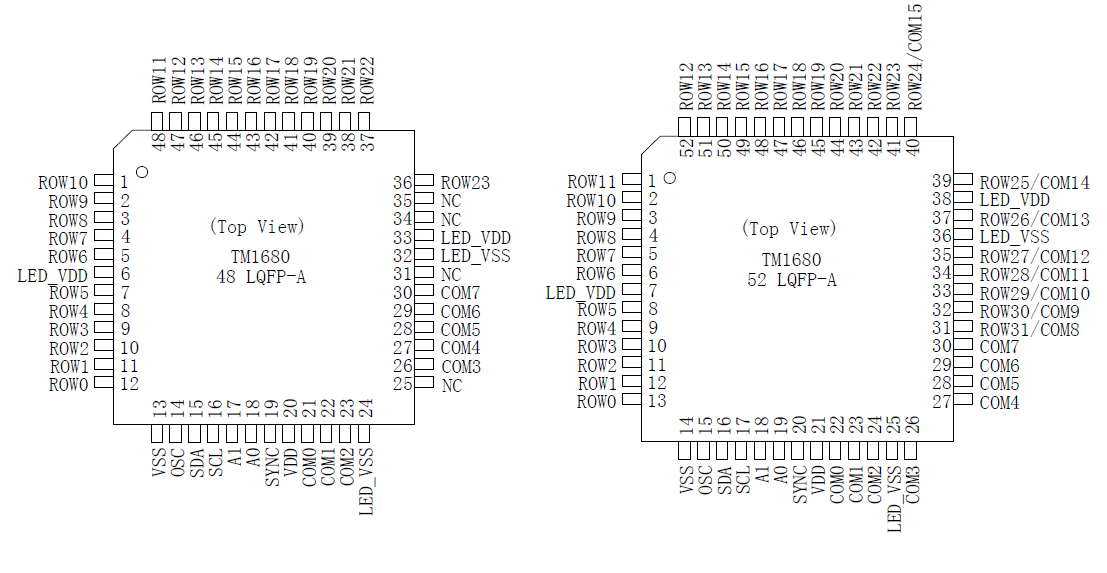 ROW11 ROW12 ROW13 ROW14 ROW15 ROW16 ROW17 ROW18 ROW19 ROW20 ROW21 ROW22
48 47 46 45 44 43 42 41 40 39 38 37
ROW10 1
ROW9 2
ROW8 3
ROW7 4
ROW6 5
LED_VDD 6
ROW5 7
ROW4 8
ROW3 9
ROW2 10
ROW1 11
ROW0 12
(Top View)
TM1680
48 LQFP-A
36 ROW23
35 NC
34 NC
33 LED_VDD
32 LED_VSS
31 NC
30 COM7
29 COM6
28 COM5
27 COM4
26 COM3
25 NC
13 14 15 16 17 18 19 20 21 22 23 24
VSS OSC SDA SCL A1 A0 SYNC VDD COM0 COM1 COM2 LED_VSS
ROW12 ROW13 ROW14 ROW15 ROW16 ROW17 ROW18 ROW19 ROW20 ROW21 ROW22 ROW23 ROW24/COM15
52 51 50 49 48 47 46 45 44 43 42 41 40
ROW11 1
ROW10 2
ROW9 3
ROW8 4
ROW7 5
ROW6 6
LED_VDD 7
ROW5 8
ROW4 9
ROW3 10
ROW2 11
ROW1 12
ROW0 13
(Top View)
TM1680
52 LQFP-A
39 ROW25/COM14
38 LED_VDD
37 ROW26/COM13
36 LED_VSS
35 ROW27/COM12
34 ROW28/COM11
33 ROW29/COM10
32 ROW30/COM9
31 ROW31/COM8
30 COM7
29 COM6
28 COM5
27 COM4
14 15 16 17 18 19 20 21 22 23 24 25 26
VSS OSC SDA SCL A1 A0 SYNC VDD COM0 COM1 COM2 LED_VSS COM3